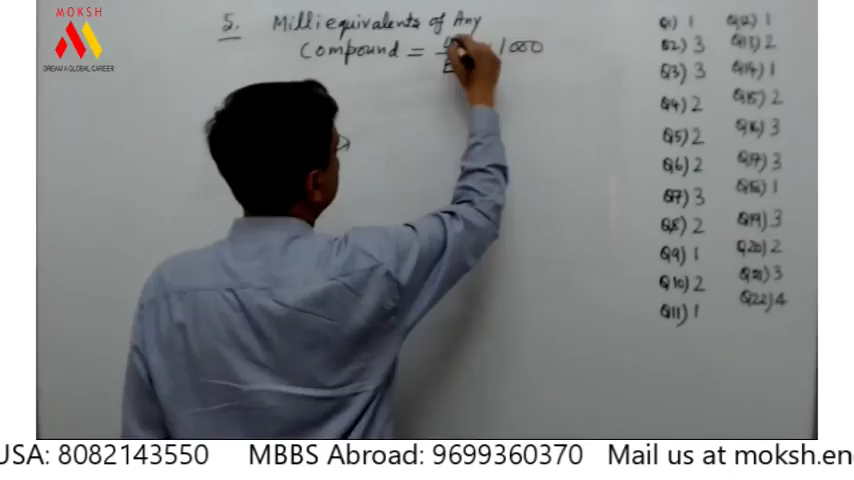 MOKSH
DREAM A GLOBAL CAREER
5. Milliequivalents of Any
Compound = × 1000
Q1) 1
Q2) 3
Q3) 3
Q4) 2
Q5) 2
Q6) 2
Q7) 3
Q8) 2
Q9) 1
Q10) 2
Q11) 1
Q12) 1
Q13) 2
Q14) 1
Q15) 2
Q16) 3
Q17) 3
Q18) 1
Q19) 3
Q20) 2
Q21) 3
Q22) 4
USA: 8082143550 MBBS Abroad: 9699360370 Mail us at moksh.en